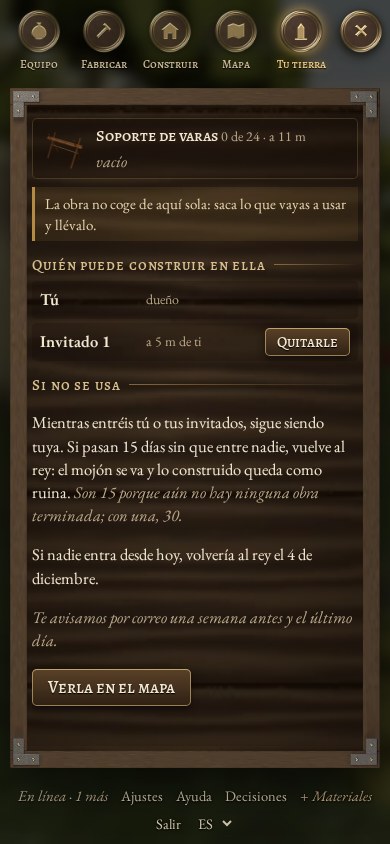 Equipo Fabricar Construir Mapa Tu tierra
Soporte de varas 0 de 24 · a 11 m
vacío
La obra no coge de aquí sola: saca lo que vayas a usar
y llévalo.
Quién puede construir en ella
Tú dueño
Invitado 1 a 5 m de ti Quitarle
Si no se usa
Mientras entréis tú o tus invitados, sigue siendo
tuya. Si pasan 15 días sin que entre nadie, vuelve al
rey: el mojón se va y lo construido queda como
ruina. Son 15 porque aún no hay ninguna obra
terminada; con una, 30.
Si nadie entra desde hoy, volvería al rey el 4 de
diciembre.
Te avisamos por correo una semana antes y el último
día.
Verla en el mapa
En línea · 1 más Ajustes Ayuda Decisiones + Materiales
Salir ES